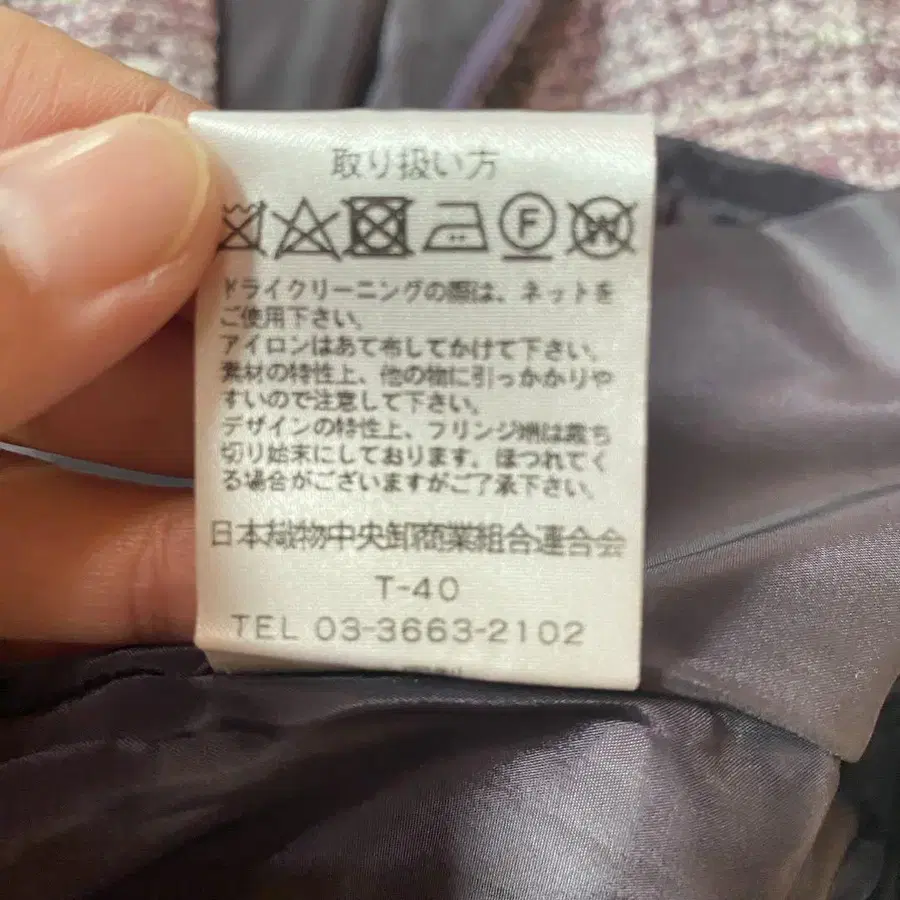 取り扱い方
F W
ドライクリーニングの際は、ネットを
ご使用下さい。
アイロンはあて布してかけて下さい。
素材の特性上、他の物に引っかかりや
すいので注意して下さい。
デザインの特性上、フリンジ端は裁ち
切り始末にしております。ほつれてく
る場合がございますがご了承下さい。
日本織物中央卸商業組合連合会
T-40
TEL 03-3663-2102